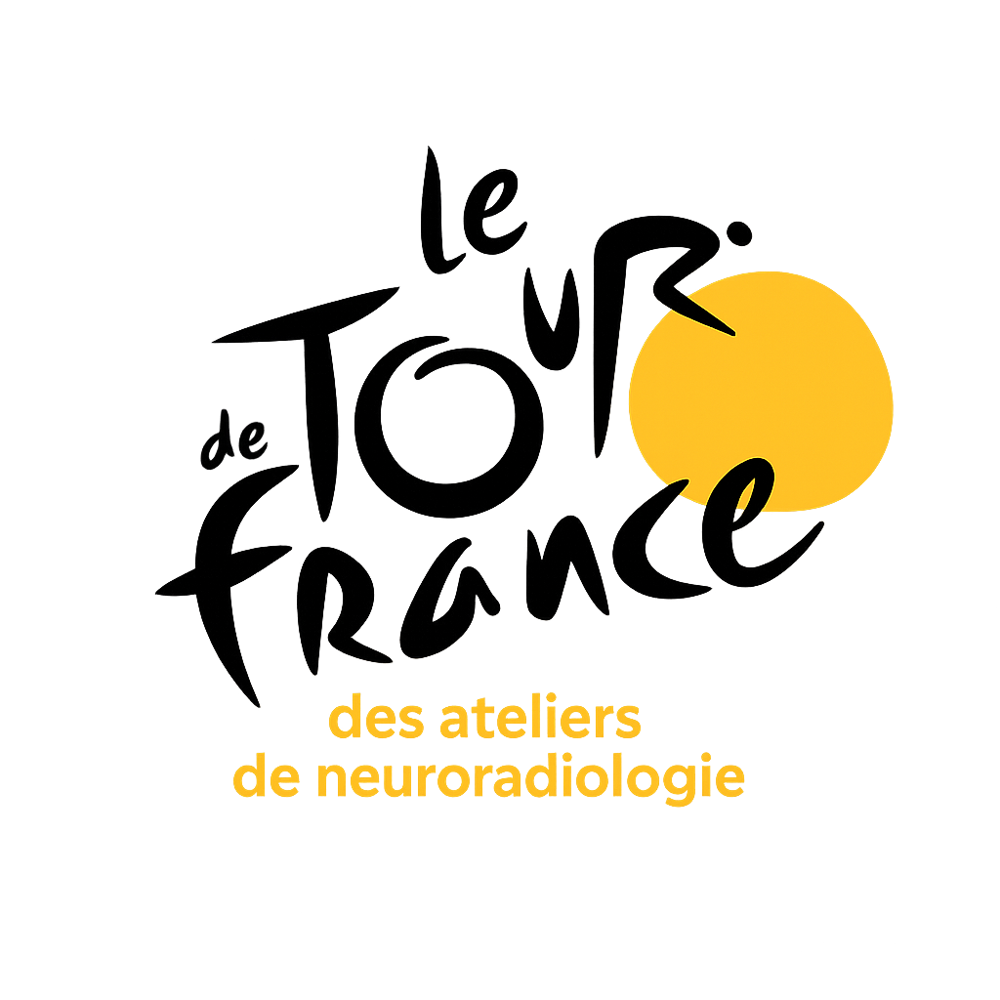 le
TOUR
de
france
des ateliers
de neuroradiologie